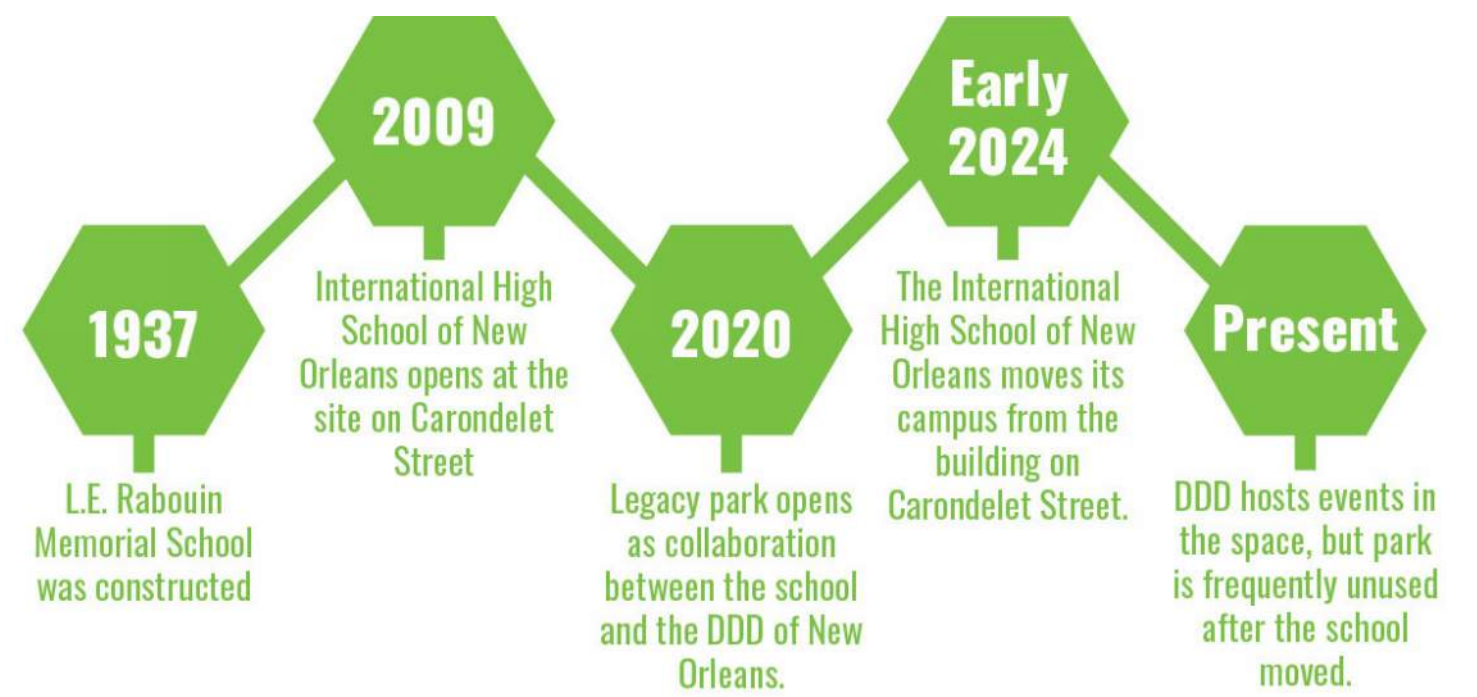 1937
L.E. Rabouin
Memorial School
was constructed
2009
International High
School of New
Orleans opens at the
site on Carondelet
Street
2020
Legacy park opens
as collaboration
between the school
and the DDD of New
Orleans.
Early
2024
The International
High School of New
Orleans moves its
campus from the
building on
Carondelet Street.
Present
DDD hosts events in
the space, but park
is frequently unused
after the school
moved.